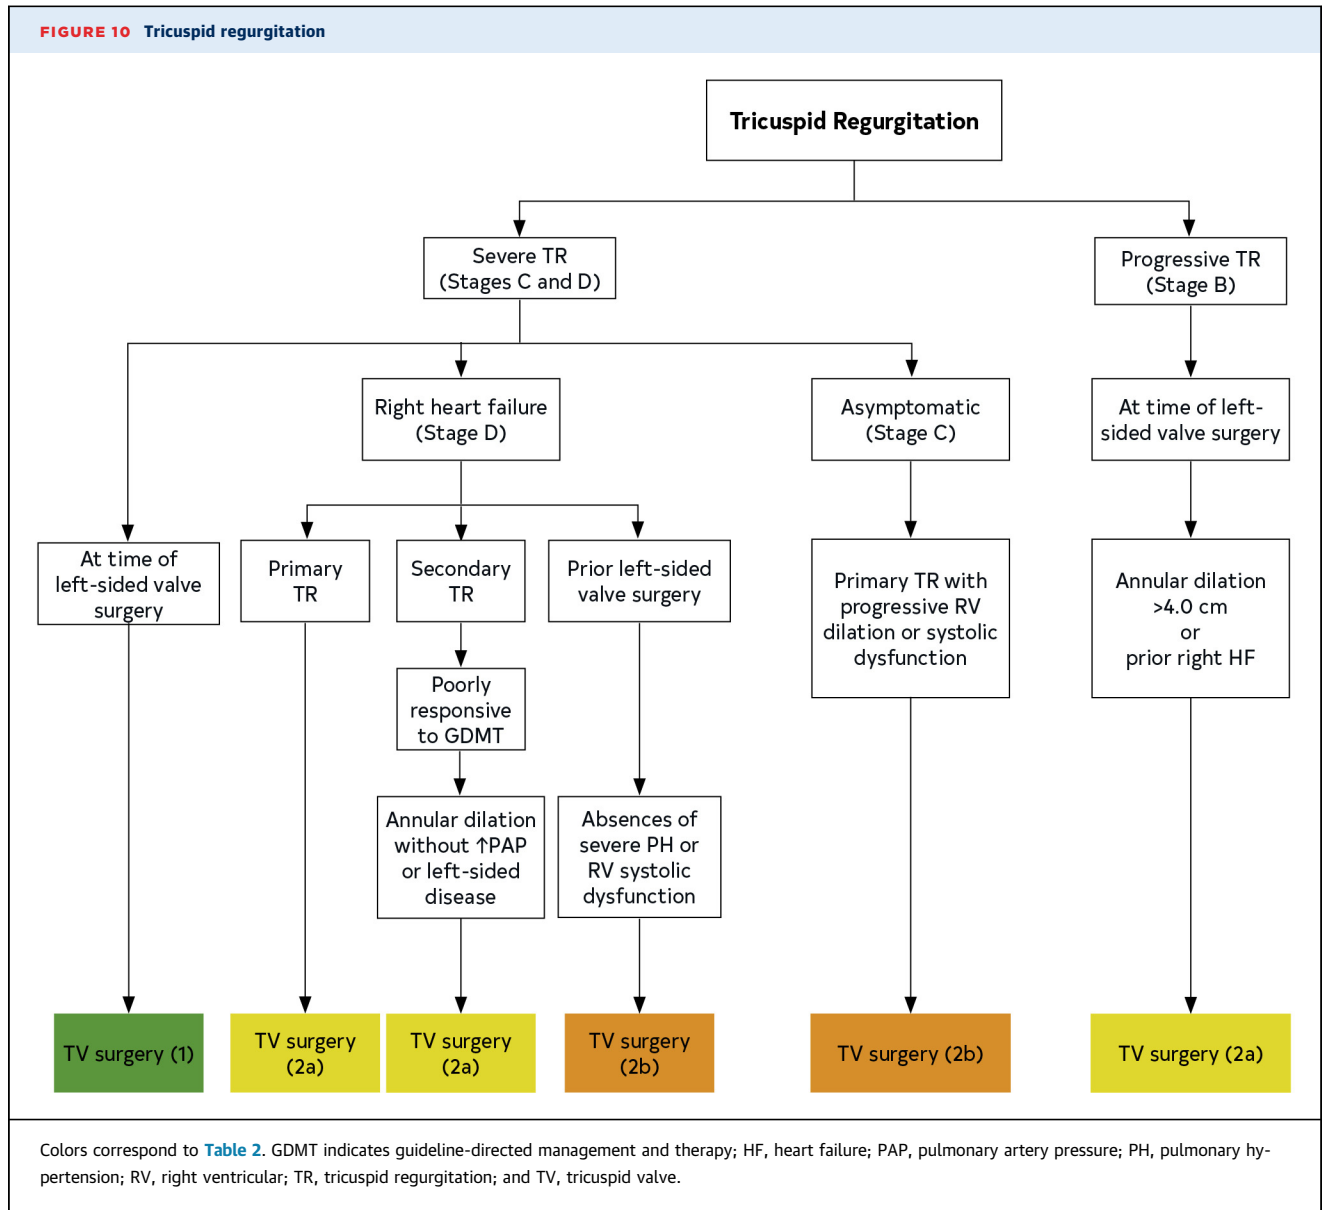 FIGURE 10 Tricuspid regurgitation
Tricuspid Regurgitation
Severe TR
(Stages C and D)
Progressive TR
(Stage B)
Right heart failure
(Stage D)
Asymptomatic
(Stage C)
At time of left-
sided valve surgery
At time of
left-sided valve
surgery
Primary
TR
Secondary
TR
Prior left-sided
valve surgery
Primary TR with
progressive RV
dilation or systolic
dysfunction
Annular dilation
>4.0 cm
or
prior right HF
Poorly
responsive
to GDMT
Annular dilation
without ↑PAP
or left-sided
disease
Absences of
severe PH or
RV systolic
dysfunction
TV surgery (1)
TV surgery
(2a)
TV surgery
(2a)
TV surgery
(2b)
TV surgery (2b)
TV surgery (2a)
Colors correspond to Table 2. GDMT indicates guideline-directed management and therapy; HF, heart failure; PAP, pulmonary artery pressure; PH, pulmonary hy-
pertension; RV, right ventricular; TR, tricuspid regurgitation; and TV, tricuspid valve.